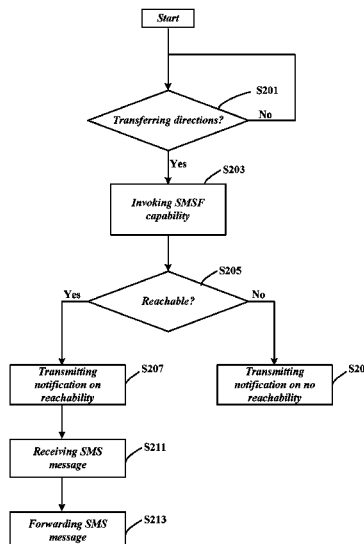 Start
S201
Transferring directions?
No
Yes
S203
Invoking SMSF
capability
S205
Yes
Reachable?
No
S207
Transmitting
notification on
reachability
S20
Transmitting
notification on no
reachability
S211
Receiving SMS
message
S213
Forwarding SMS
message